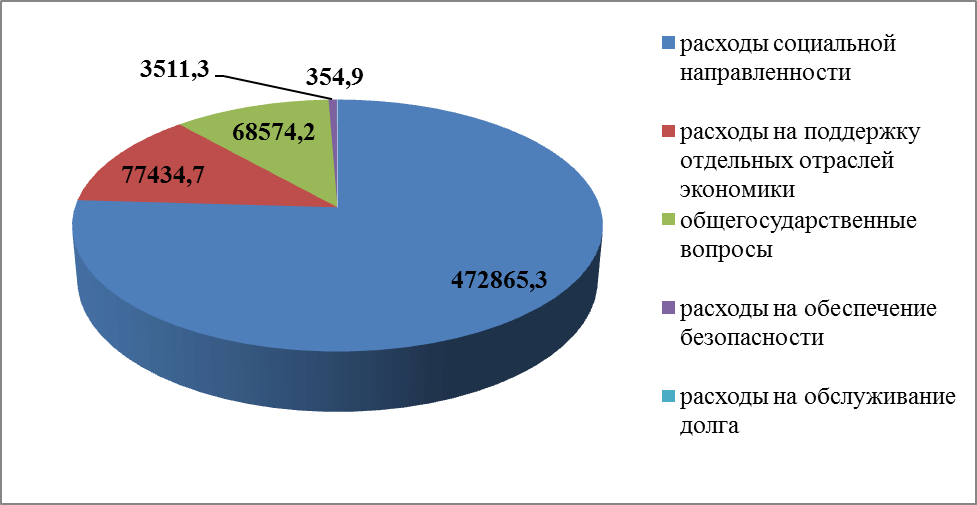 3511,3
354,9
68574,2
77434,7
472865,3
расходы социальной
направленности
расходы на поддержку
отдельных отраслей
экономики
общегосударственные
вопросы
расходы на обеспечение
безопасности
расходы на обслуживание
долга